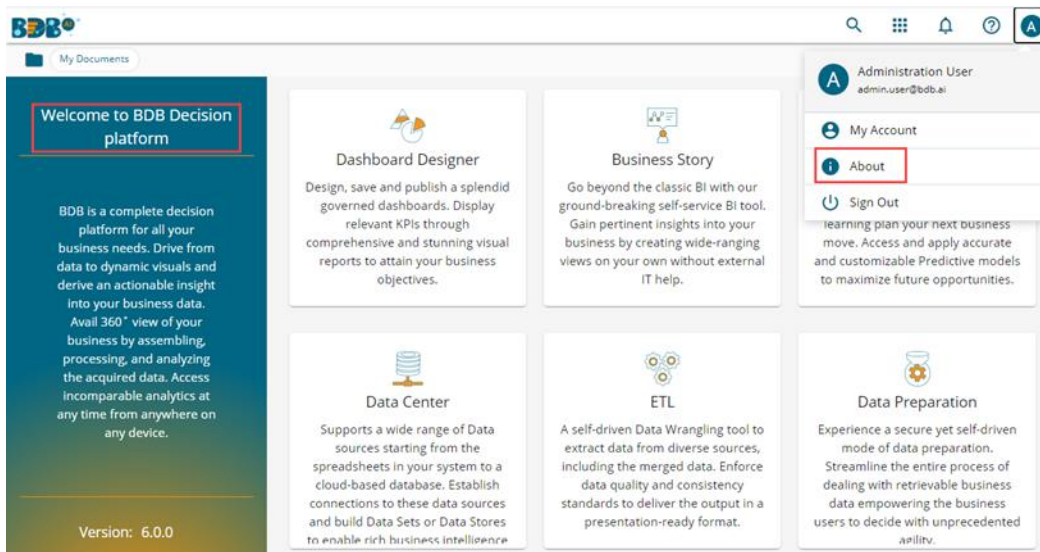 BDB
A
My Documents
Administration User
admin.user@bdb.ai
A
My Account
About
Sign Out
Welcome to BDB Decision
platform
BDB is a complete decision
platform for all your
business needs. Drive from
data to dynamic visuals and
derive an actionable insight
into your business data.
Avail 360° view of your
business by assembling,
processing, and analyzing
the acquired data. Access
incomparable analytics at
any time from anywhere on
any device.
Version: 6.0.0
Dashboard Designer
Design, save and publish a splendid
governed dashboards. Display
relevant KPIs through
comprehensive and stunning visual
reports to attain your business
objectives.
Business Story
Go beyond the classic BI with our
ground-breaking self-service BI tool.
Gain pertinent insights into your
business by creating wide-ranging
views on your own without external
IT help.
learning plan your next business
move. Access and apply accurate
and customizable Predictive models
to maximize future opportunities.
Data Center
Supports a wide range of Data
sources starting from the
spreadsheets in your system to a
cloud-based database. Establish
connections to these data sources
and build Data Sets or Data Stores
to enable rich business intelligence
ETL
A self-driven Data Wrangling tool to
extract data from diverse sources,
including the merged data. Enforce
data quality and consistency
standards to deliver the output in a
presentation-ready format.
Data Preparation
Experience a secure yet self-driven
mode of data preparation.
Streamline the entire process of
dealing with retrievable business
data empowering the business
users to decide with unprecedented
agility.